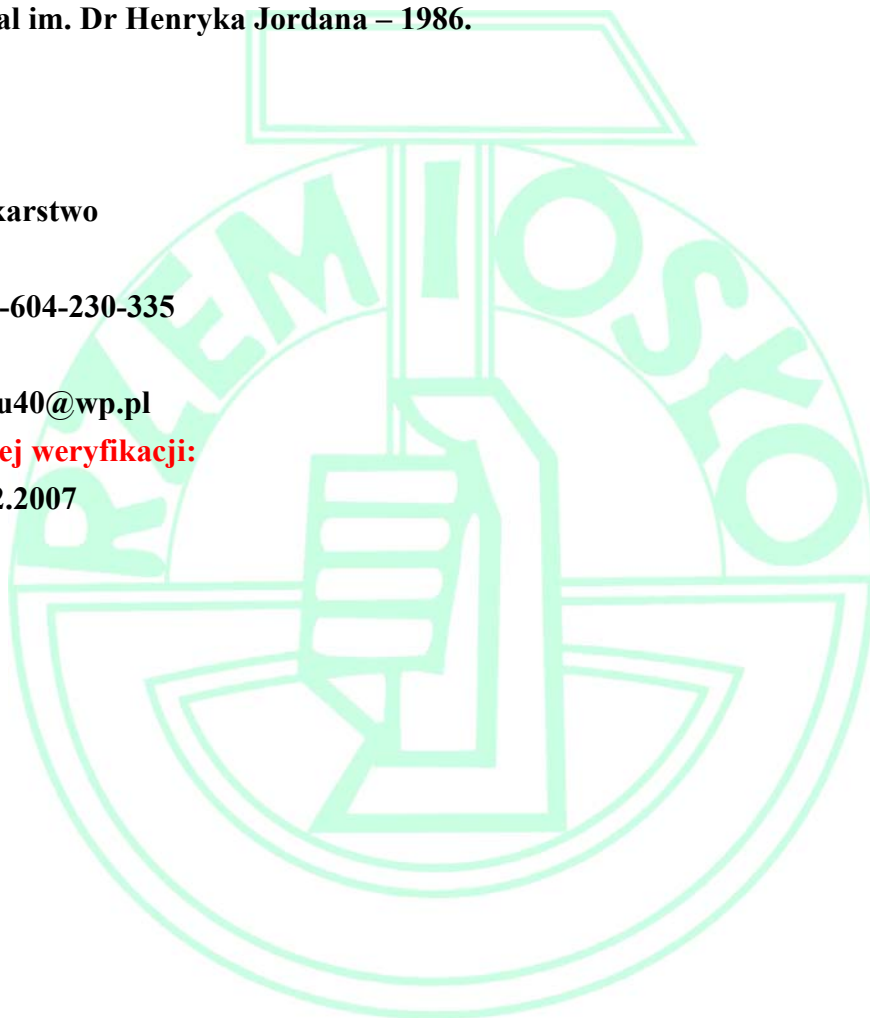 al im. Dr Henryka Jordana – 1986.
karstwo
-604-230-335
u40@wp.pl
ej weryfikacji:
2.2007
RZEMIOSŁO